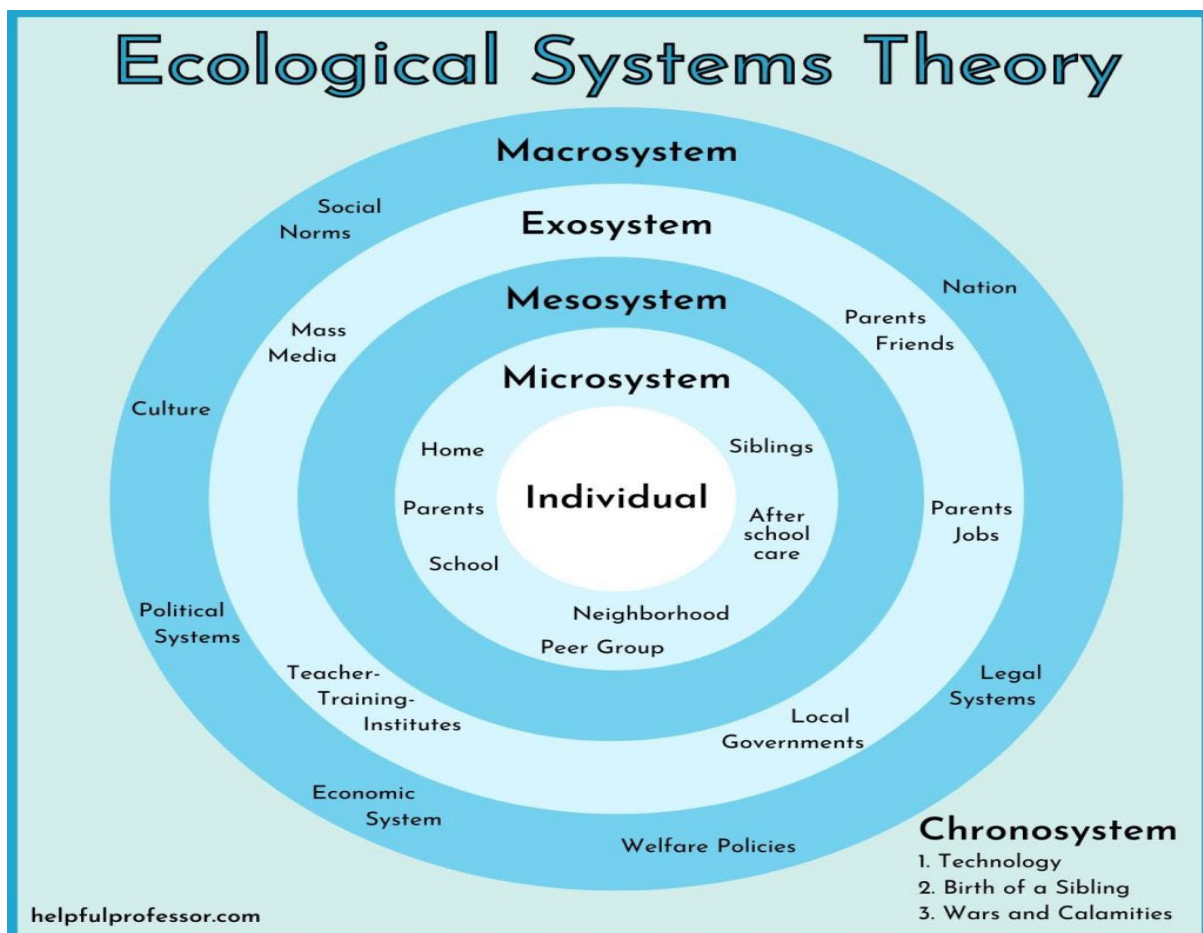 Ecological Systems Theory
Macrosystem
Social
Norms
Exosystem
Nation
Mesosystem
Parents
Friends
Mass
Media
Microsystem
Culture
Home
Siblings
Individual
Parents
After
school
care
Parents
Jobs
School
Political
Systems
Neighborhood
Peer Group
Teacher-
Training-
Institutes
Legal
Systems
Local
Governments
Economic
System
Welfare Policies
Chronosystem
1. Technology
2. Birth of a Sibling
3. Wars and Calamities
helpfulprofessor.com